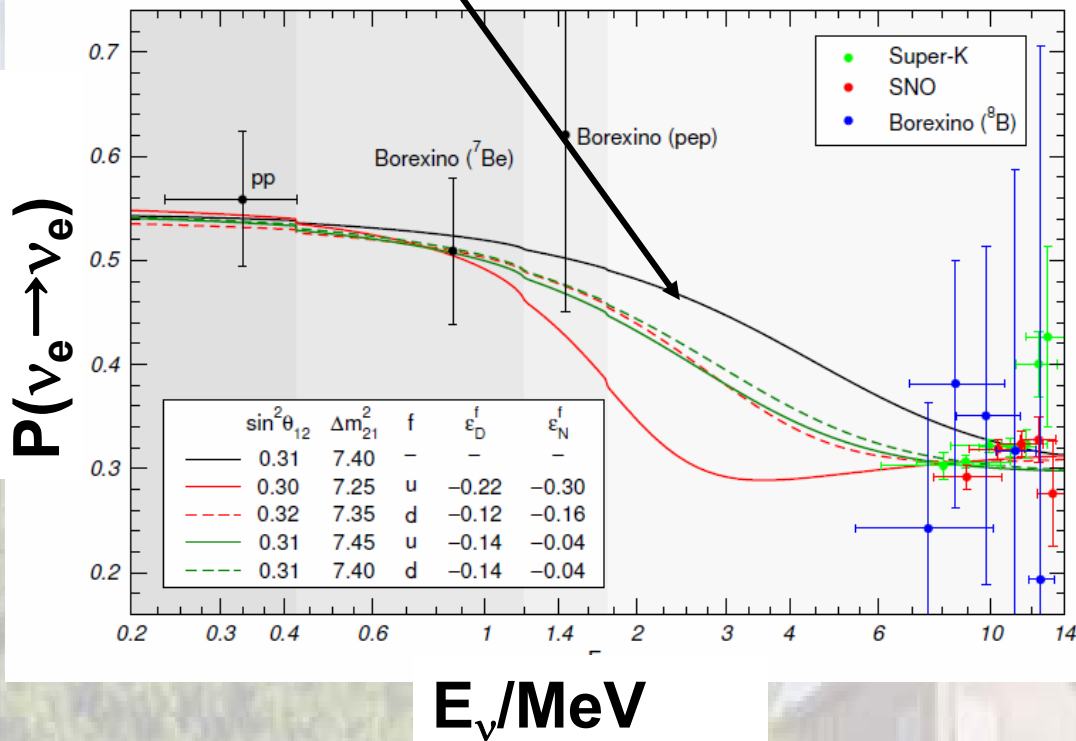 0.7
0.6
0.5
0.4
0.3
0.2
P(νe→νe)
pp
Borexino (⁷Be)
Borexino (pep)
Super-K
SNO
Borexino (⁸B)
sin²θ₁₂ Δm²₂₁ f ε_D^f ε_N^f
0.31 7.40 – – –
0.30 7.25 u −0.22 −0.30
0.32 7.35 d −0.12 −0.16
0.31 7.45 u −0.14 −0.04
0.31 7.40 d −0.14 −0.04
0.2 0.3 0.4 0.6 1 1.4 2 3 4 6 10 14
Eν/MeV